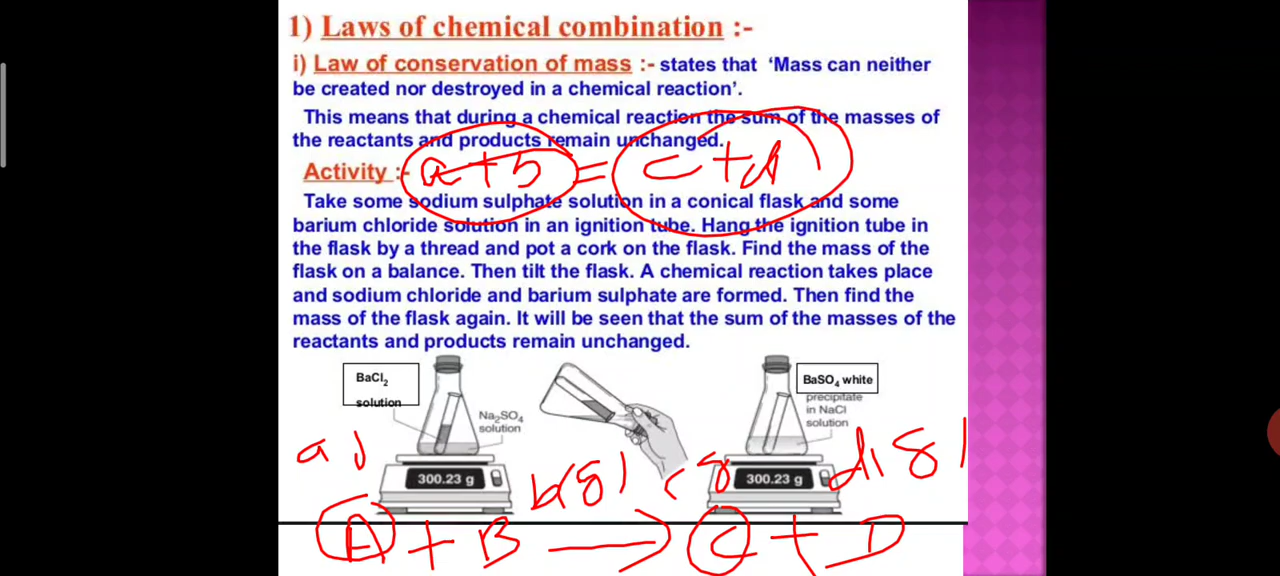 1) Laws of chemical combination :-
i) Law of conservation of mass :- states that 'Mass can neither
be created nor destroyed in a chemical reaction'.
This means that during a chemical reaction the sum of the masses of
the reactants and products remain unchanged.
a + b = c + d
Activity :-
Take some sodium sulphate solution in a conical flask and some
barium chloride solution in an ignition tube. Hang the ignition tube in
the flask by a thread and pot a cork on the flask. Find the mass of the
flask on a balance. Then tilt the flask. A chemical reaction takes place
and sodium chloride and barium sulphate are formed. Then find the
mass of the flask again. It will be seen that the sum of the masses of the
reactants and products remain unchanged.
BaCl2
solution
Na2SO4
solution
BaSO4 white
precipitate
in NaCl
solution
300.23 g
300.23 g
a
b(g)
c g
A + B → C + D